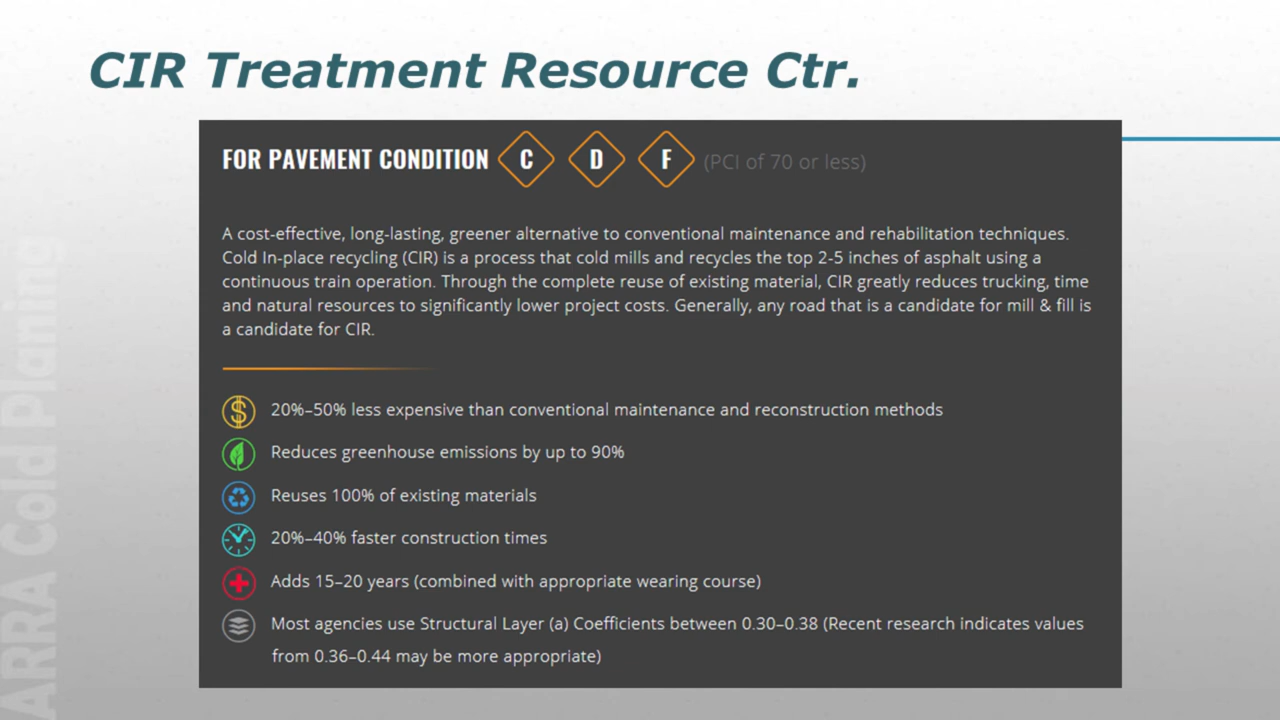 CIR Treatment Resource Ctr.
FOR PAVEMENT CONDITION C D F (PCI of 70 or less)
A cost-effective, long-lasting, greener alternative to conventional maintenance and rehabilitation techniques.
Cold In-place recycling (CIR) is a process that cold mills and recycles the top 2-5 inches of asphalt using a
continuous train operation. Through the complete reuse of existing material, CIR greatly reduces trucking, time
and natural resources to significantly lower project costs. Generally, any road that is a candidate for mill & fill is
a candidate for CIR.
$ 20%–50% less expensive than conventional maintenance and reconstruction methods
Reduces greenhouse emissions by up to 90%
Reuses 100% of existing materials
20%–40% faster construction times
Adds 15–20 years (combined with appropriate wearing course)
Most agencies use Structural Layer (a) Coefficients between 0.30–0.38 (Recent research indicates values
from 0.36–0.44 may be more appropriate)
ARRA Cold Planing